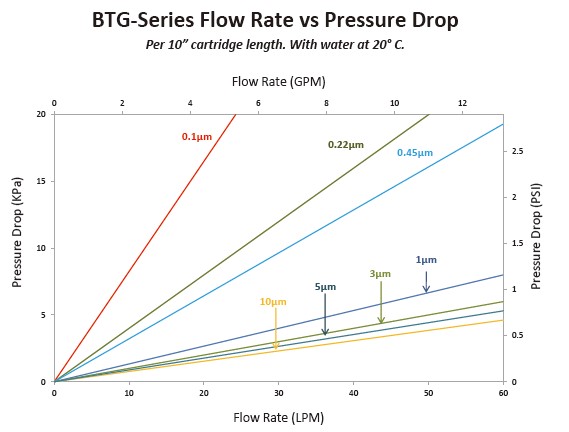 BTG-Series Flow Rate vs Pressure Drop
Per 10” cartridge length. With water at 20° C.
Flow Rate (GPM)
0 2 4 6 8 10 12
20
15
10
5
0
Pressure Drop (KPa)
0.1µm
0.22µm
0.45µm
1µm
3µm
5µm
10µm
2.5
2
1.5
1
0.5
0
Pressure Drop (PSI)
0 10 20 30 40 50 60
Flow Rate (LPM)